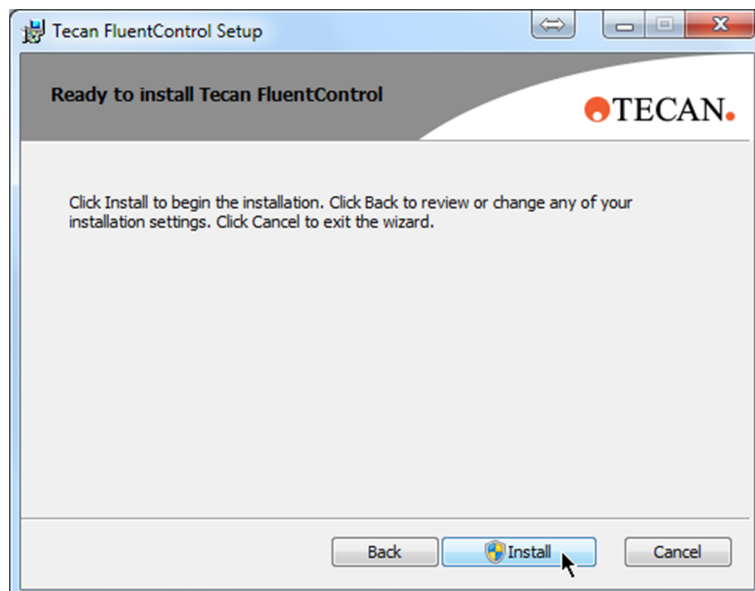 Tecan FluentControl Setup
Ready to install Tecan FluentControl
TECAN.
Click Install to begin the installation. Click Back to review or change any of your
installation settings. Click Cancel to exit the wizard.
Back Install Cancel